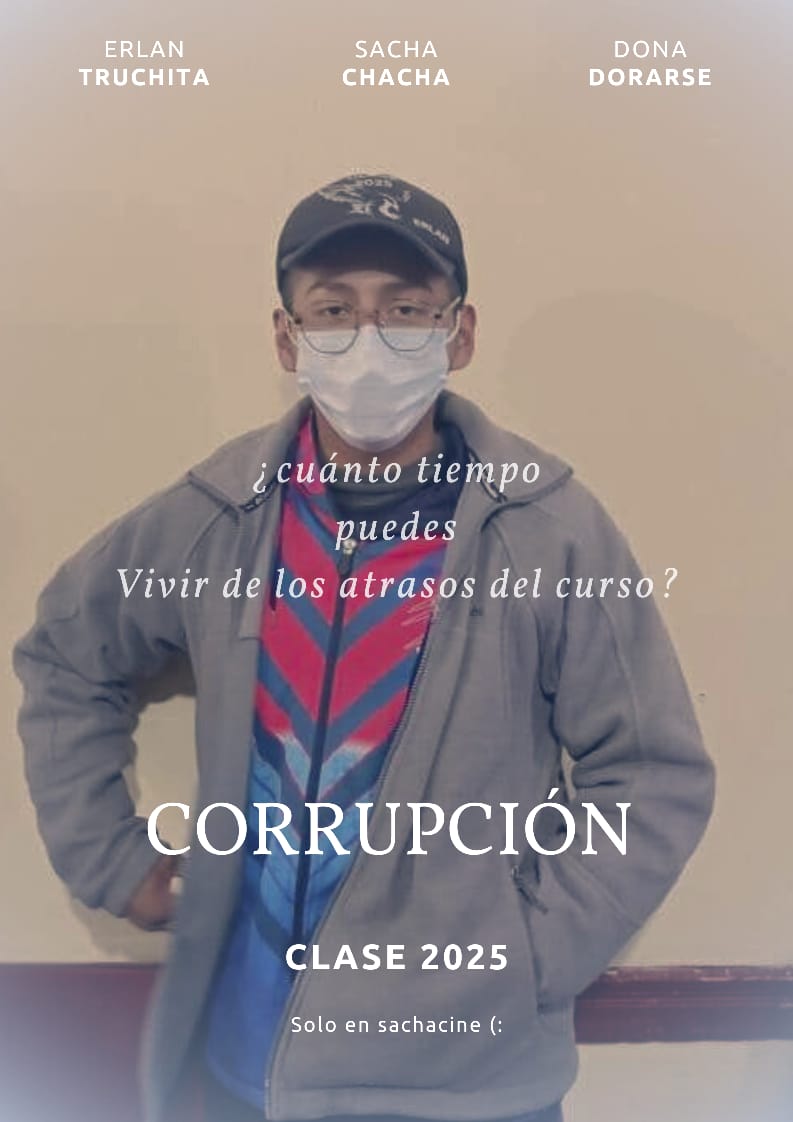 ERLAN
TRUCHITA
SACHA
CHACHA
DONA
DORARSE
2025
ERLAN
¿cuánto tiempo
puedes
Vivir de los atrasos del curso?
CORRUPCIÓN
CLASE 2025
Solo en sachacine (: